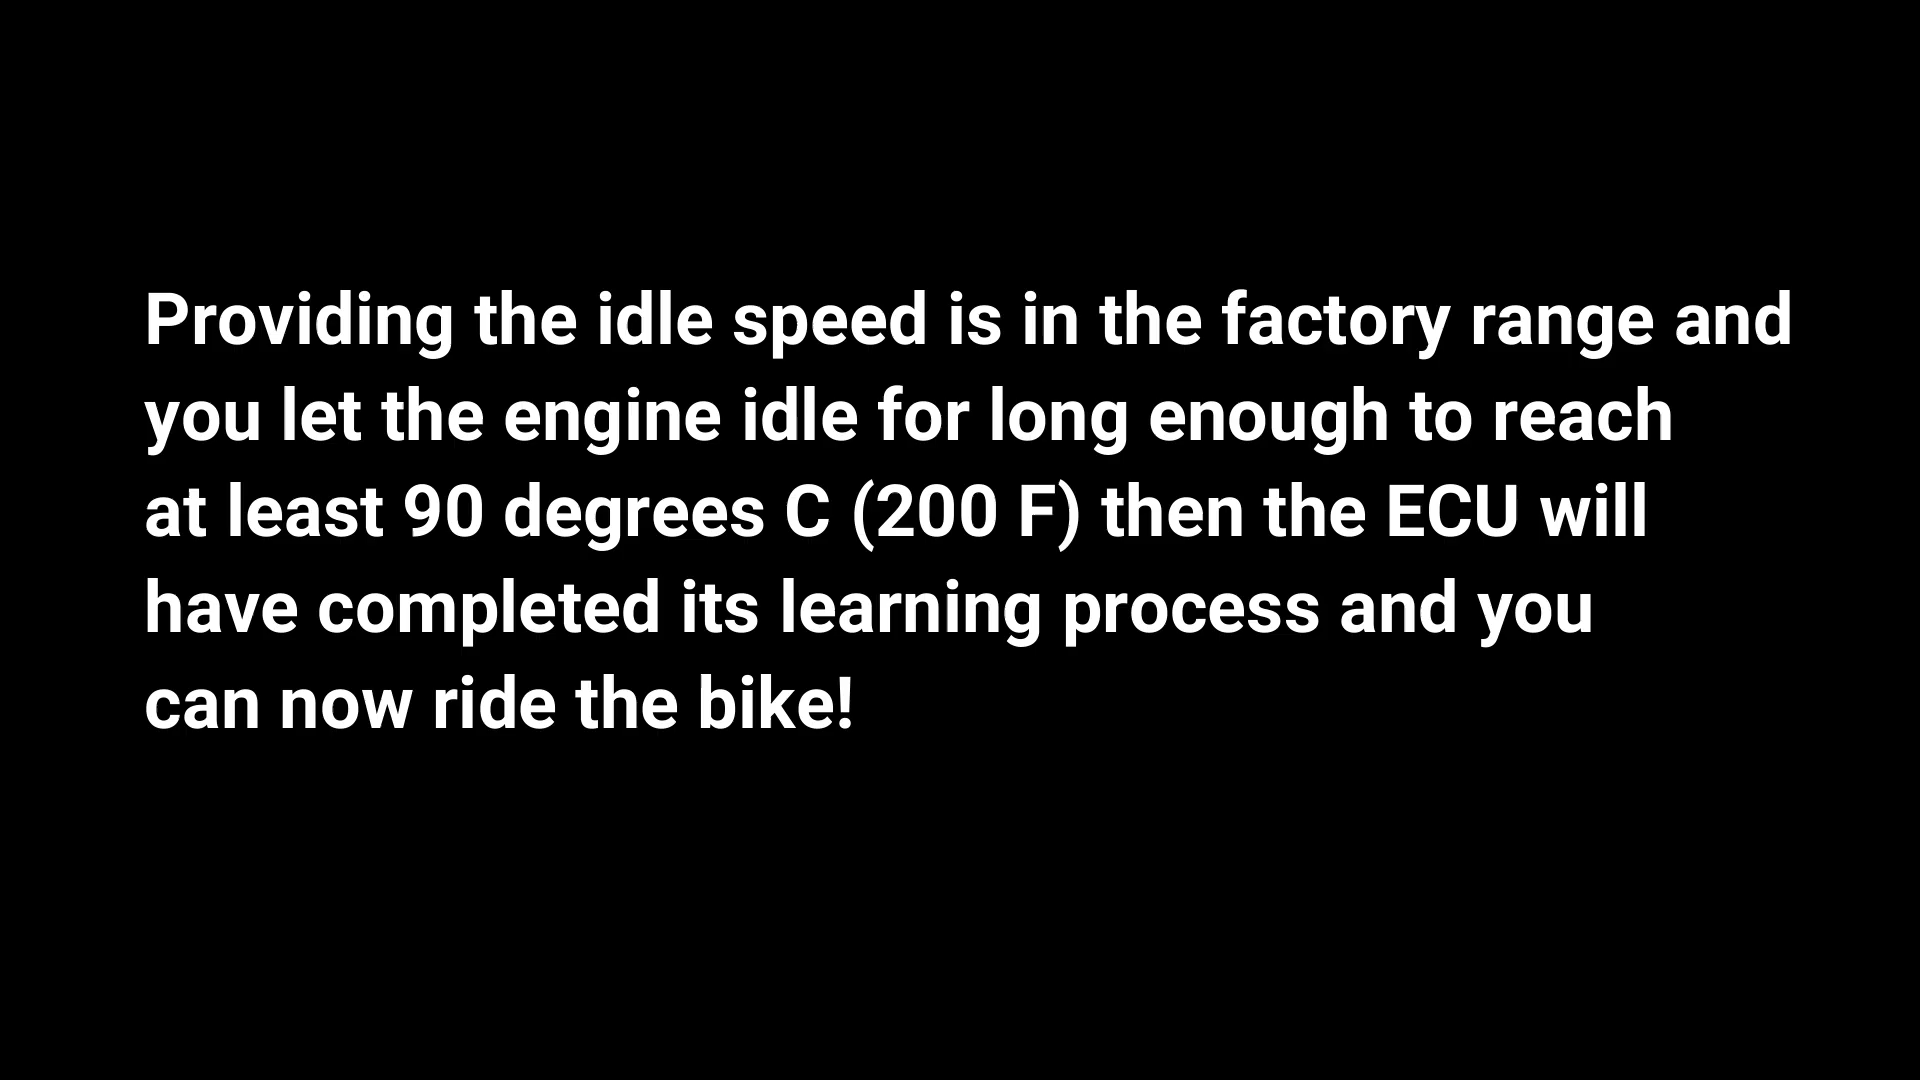 Providing the idle speed is in the factory range and
you let the engine idle for long enough to reach
at least 90 degrees C (200 F) then the ECU will
have completed its learning process and you
can now ride the bike!